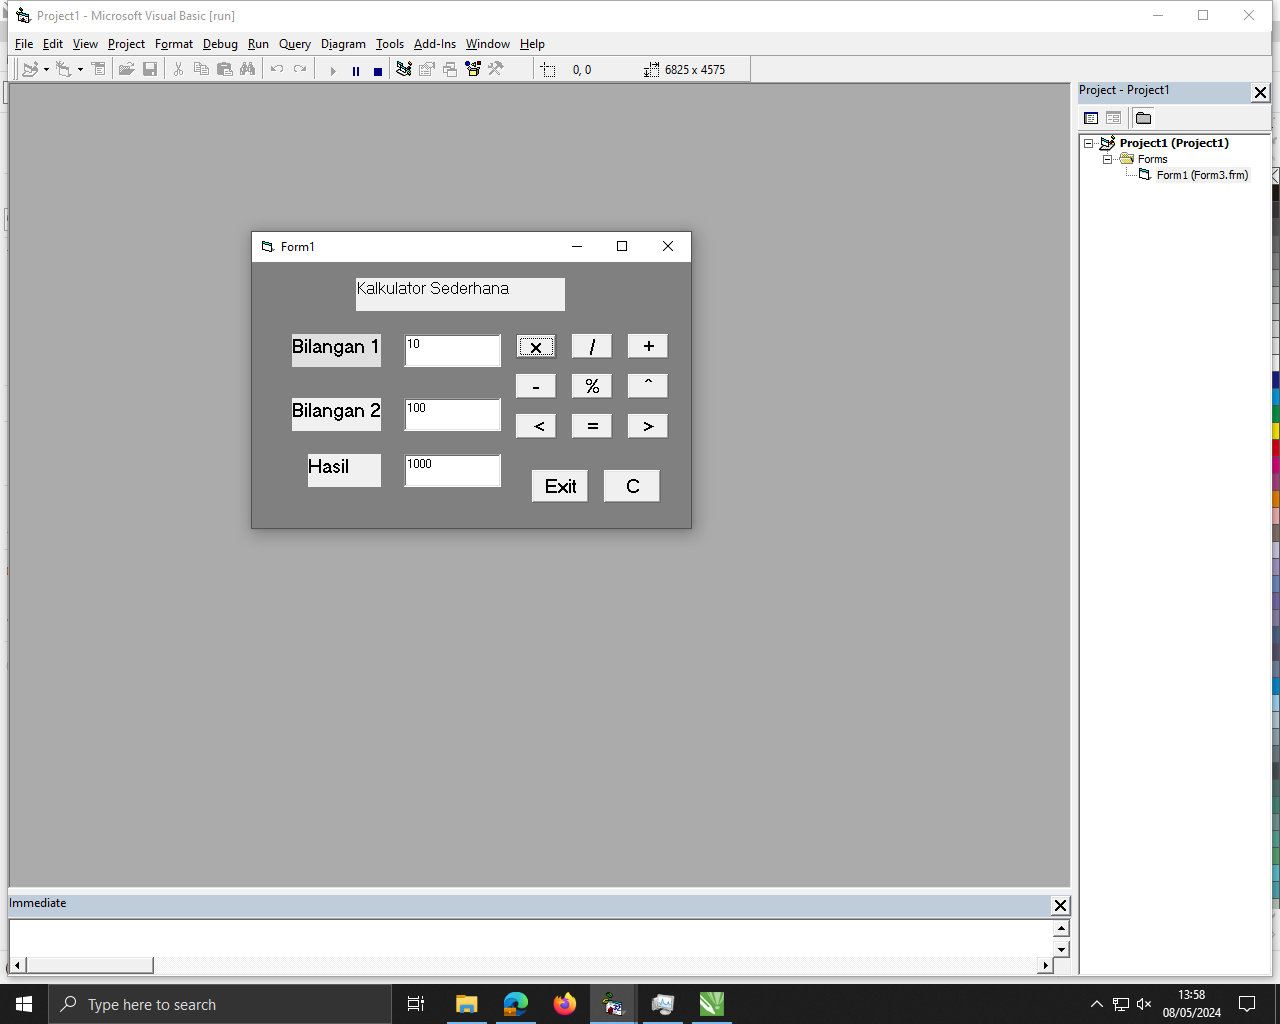 Project1 - Microsoft Visual Basic [run]
File Edit View Project Format Debug Run Query Diagram Tools Add-Ins Window Help
0, 0 6825 x 4575
Project - Project1
Project1 (Project1)
Forms
Form1 (Form3.frm)
Form1
Kalkulator Sederhana
Bilangan 1 10 x / +
- % ^
Bilangan 2 100
< = >
Hasil 1000
Exit C
Immediate
Type here to search
13:58
08/05/2024